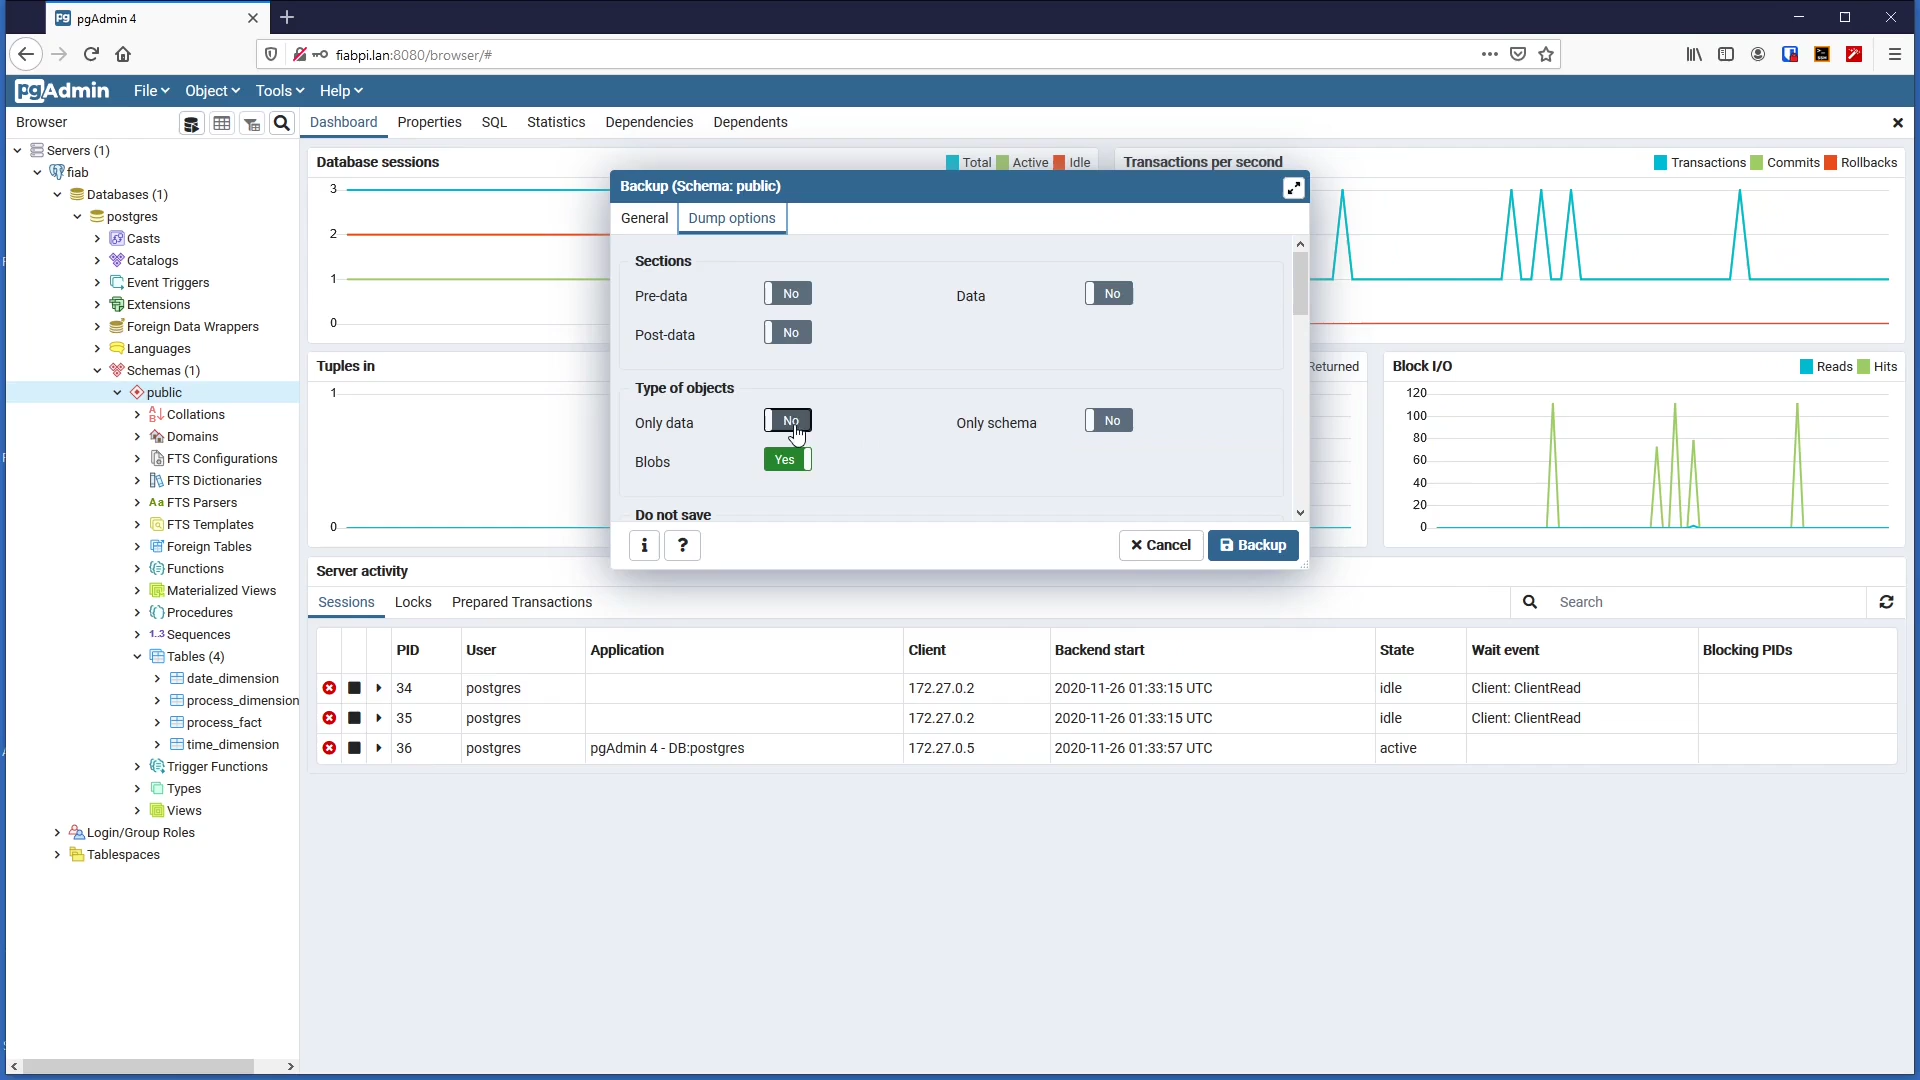 pgAdmin 4
fiabpi.lan:8080/browser/#
pgAdmin File Object Tools Help
Browser
Dashboard Properties SQL Statistics Dependencies Dependents
Servers (1)
fiab
Databases (1)
postgres
Casts
Catalogs
Event Triggers
Extensions
Foreign Data Wrappers
Languages
Schemas (1)
public
Collations
Domains
FTS Configurations
FTS Dictionaries
FTS Parsers
FTS Templates
Foreign Tables
Functions
Materialized Views
Procedures
1..3 Sequences
Tables (4)
date_dimension
process_dimension
process_fact
time_dimension
Trigger Functions
Types
Views
Login/Group Roles
Tablespaces
Database sessions Total Active Idle
3
2
1
0
Transactions per second Transactions Commits Rollbacks
Tuples in
1
0
Returned
Block I/O Reads Hits
120
100
80
60
40
20
0
Backup (Schema: public)
General Dump options
Sections
Pre-data No Data No
Post-data No
Type of objects
Only data No Only schema No
Blobs Yes
Do not save
i ? Cancel Backup
Server activity
Sessions Locks Prepared Transactions Search
PID User Application Client Backend start State Wait event Blocking PIDs
34 postgres 172.27.0.2 2020-11-26 01:33:15 UTC idle Client: ClientRead
35 postgres 172.27.0.2 2020-11-26 01:33:15 UTC idle Client: ClientRead
36 postgres pgAdmin 4 - DB:postgres 172.27.0.5 2020-11-26 01:33:57 UTC active